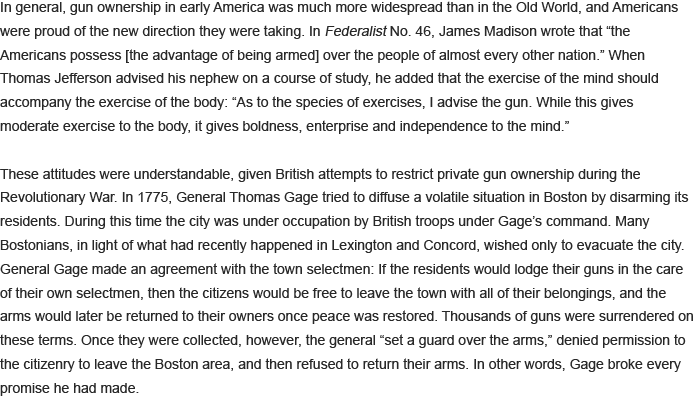 In general, gun ownership in early America was much more widespread than in the Old World, and Americans
were proud of the new direction they were taking. In Federalist No. 46, James Madison wrote that “the
Americans possess [the advantage of being armed] over the people of almost every other nation.” When
Thomas Jefferson advised his nephew on a course of study, he added that the exercise of the mind should
accompany the exercise of the body: “As to the species of exercises, I advise the gun. While this gives
moderate exercise to the body, it gives boldness, enterprise and independence to the mind.”
These attitudes were understandable, given British attempts to restrict private gun ownership during the
Revolutionary War. In 1775, General Thomas Gage tried to diffuse a volatile situation in Boston by disarming its
residents. During this time the city was under occupation by British troops under Gage’s command. Many
Bostonians, in light of what had recently happened in Lexington and Concord, wished only to evacuate the city.
General Gage made an agreement with the town selectmen: If the residents would lodge their guns in the care
of their own selectmen, then the citizens would be free to leave the town with all of their belongings, and the
arms would later be returned to their owners once peace was restored. Thousands of guns were surrendered on
these terms. Once they were collected, however, the general “set a guard over the arms,” denied permission to
the citizenry to leave the Boston area, and then refused to return their arms. In other words, Gage broke every
promise he had made.